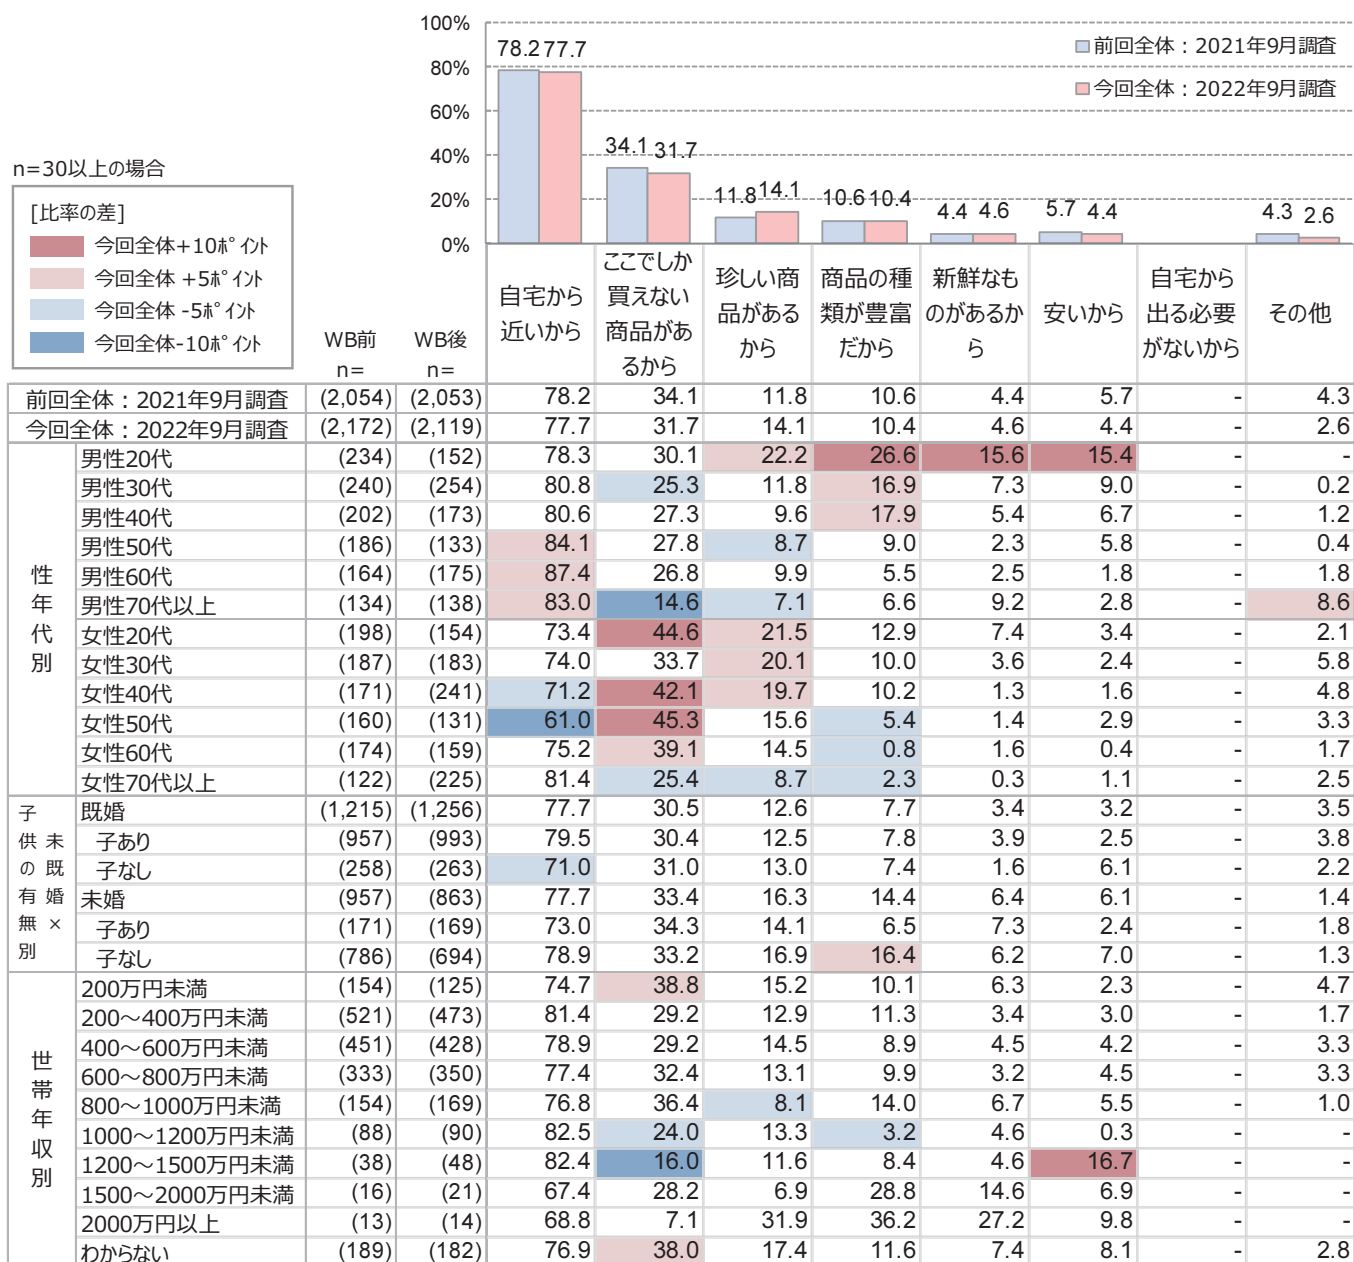 100%
80%
60%
40%
20%
0%
78.2 77.7
34.1 31.7
11.8 14.1
10.6 10.4
4.4 4.6
5.7 4.4
4.3 2.6
前回全体：2021年9月調査
今回全体：2022年9月調査
n=30以上の場合
[比率の差]
今回全体+10ﾎﾟｲﾝﾄ
今回全体 +5ﾎﾟｲﾝﾄ
今回全体 -5ﾎﾟｲﾝﾄ
今回全体-10ﾎﾟｲﾝﾄ
WB前
n=
WB後
n=
自宅から
近いから
ここでしか
買えない
商品があ
るから
珍しい商
品がある
から
商品の種
類が豊富
だから
新鮮なも
のがあるか
ら
安いから
自宅から
出る必要
がないから
その他
前回全体：2021年9月調査 (2,054) (2,053) 78.2 34.1 11.8 10.6 4.4 5.7 - 4.3
今回全体：2022年9月調査 (2,172) (2,119) 77.7 31.7 14.1 10.4 4.6 4.4 - 2.6
性年代別
男性20代 (234) (152) 78.3 30.1 22.2 26.6 15.6 15.4 - -
男性30代 (240) (254) 80.8 25.3 11.8 16.9 7.3 9.0 - 0.2
男性40代 (202) (173) 80.6 27.3 9.6 17.9 5.4 6.7 - 1.2
男性50代 (186) (133) 84.1 27.8 8.7 9.0 2.3 5.8 - 0.4
男性60代 (164) (175) 87.4 26.8 9.9 5.5 2.5 1.8 - 1.8
男性70代以上 (134) (138) 83.0 14.6 7.1 6.6 9.2 2.8 - 8.6
女性20代 (198) (154) 73.4 44.6 21.5 12.9 7.4 3.4 - 2.1
女性30代 (187) (183) 74.0 33.7 20.1 10.0 3.6 2.4 - 5.8
女性40代 (171) (241) 71.2 42.1 19.7 10.2 1.3 1.6 - 4.8
女性50代 (160) (131) 61.0 45.3 15.6 5.4 1.4 2.9 - 3.3
女性60代 (174) (159) 75.2 39.1 14.5 0.8 1.6 0.4 - 1.7
女性70代以上 (122) (225) 81.4 25.4 8.7 2.3 0.3 1.1 - 2.5
未既婚×
子供の有無別
既婚 (1,215) (1,256) 77.7 30.5 12.6 7.7 3.4 3.2 - 3.5
子あり (957) (993) 79.5 30.4 12.5 7.8 3.9 2.5 - 3.8
子なし (258) (263) 71.0 31.0 13.0 7.4 1.6 6.1 - 2.2
未婚 (957) (863) 77.7 33.4 16.3 14.4 6.4 6.1 - 1.4
子あり (171) (169) 73.0 34.3 14.1 6.5 7.3 2.4 - 1.8
子なし (786) (694) 78.9 33.2 16.9 16.4 6.2 7.0 - 1.3
世帯年収別
200万円未満 (154) (125) 74.7 38.8 15.2 10.1 6.3 2.3 - 4.7
200～400万円未満 (521) (473) 81.4 29.2 12.9 11.3 3.4 3.0 - 1.7
400～600万円未満 (451) (428) 78.9 29.2 14.5 8.9 4.5 4.2 - 3.3
600～800万円未満 (333) (350) 77.4 32.4 13.1 9.9 3.2 4.5 - 3.3
800～1000万円未満 (154) (169) 76.8 36.4 8.1 14.0 6.7 5.5 - 1.0
1000～1200万円未満 (88) (90) 82.5 24.0 13.3 3.2 4.6 0.3 - -
1200～1500万円未満 (38) (48) 82.4 16.0 11.6 8.4 4.6 16.7 - -
1500～2000万円未満 (16) (21) 67.4 28.2 6.9 28.8 14.6 6.9 - -
2000万円以上 (13) (14) 68.8 7.1 31.9 36.2 27.2 9.8 - -
わからない (189) (182) 76.9 38.0 17.4 11.6 7.4 8.1 - 2.8